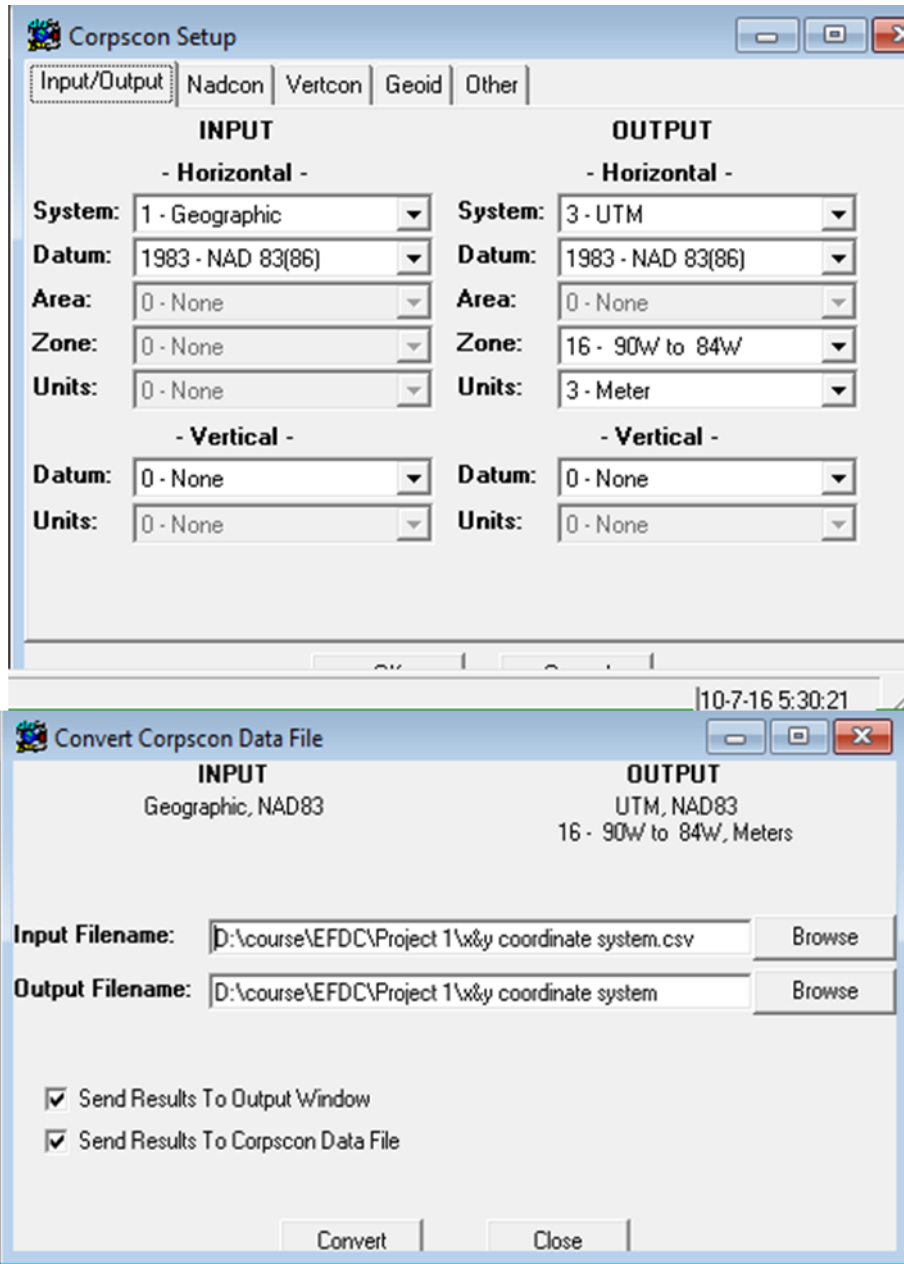 Corpscon Setup
Input/Output Nadcon Vertcon Geoid Other
INPUT OUTPUT
- Horizontal - - Horizontal -
System: 1 - Geographic System: 3 - UTM
Datum: 1983 - NAD 83(86) Datum: 1983 - NAD 83(86)
Area: 0 - None Area: 0 - None
Zone: 0 - None Zone: 16 - 90W to 84W
Units: 0 - None Units: 3 - Meter
- Vertical - - Vertical -
Datum: 0 - None Datum: 0 - None
Units: 0 - None Units: 0 - None
10-7-16 5:30:21
Convert Corpscon Data File
INPUT OUTPUT
Geographic, NAD83 UTM, NAD83
16 - 90W to 84W, Meters
Input Filename: D:\course\EFDC\Project 1\x&y coordinate system.csv Browse
Output Filename: D:\course\EFDC\Project 1\x&y coordinate system Browse
Send Results To Output Window
Send Results To Corpscon Data File
Convert Close